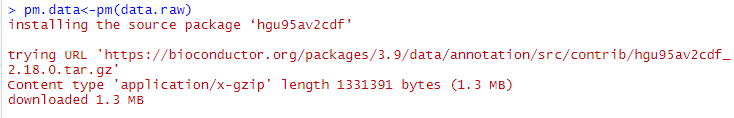 > pm.data<-pm(data.raw)
installing the source package ‘hgu95av2cdf’
trying URL 'https://bioconductor.org/packages/3.9/data/annotation/src/contrib/hgu95av2cdf_
2.18.0.tar.gz'
Content type 'application/x-gzip' length 1331391 bytes (1.3 MB)
downloaded 1.3 MB